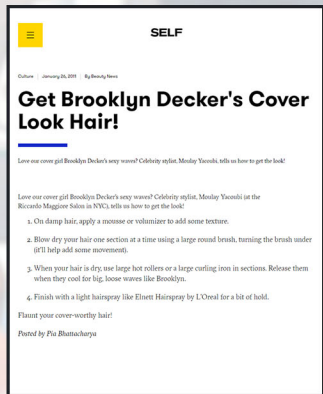 SELF
Culture | January 26, 2011 | By Beauty News
Get Brooklyn Decker's Cover
Look Hair!
Love our cover girl Brooklyn Decker's sexy waves? Celebrity stylist, Moulay Yacoubi, tells us how to get the look!
Love our cover girl Brooklyn Decker's sexy waves? Celebrity stylist, Moulay Yacoubi (at the
Riccardo Maggiore Salon in NYC), tells us how to get the look!
1. On damp hair, apply a mousse or volumizer to add some texture.
2. Blow dry your hair one section at a time using a large round brush, turning the brush under
(it'll help add some movement).
3. When your hair is dry, use large hot rollers or a large curling iron in sections. Release them
when they cool for big, loose waves like Brooklyn.
4. Finish with a light hairspray like Elnett Hairspray by L'Oreal for a bit of hold.
Flaunt your cover-worthy hair!
Posted by Pia Bhattacharya